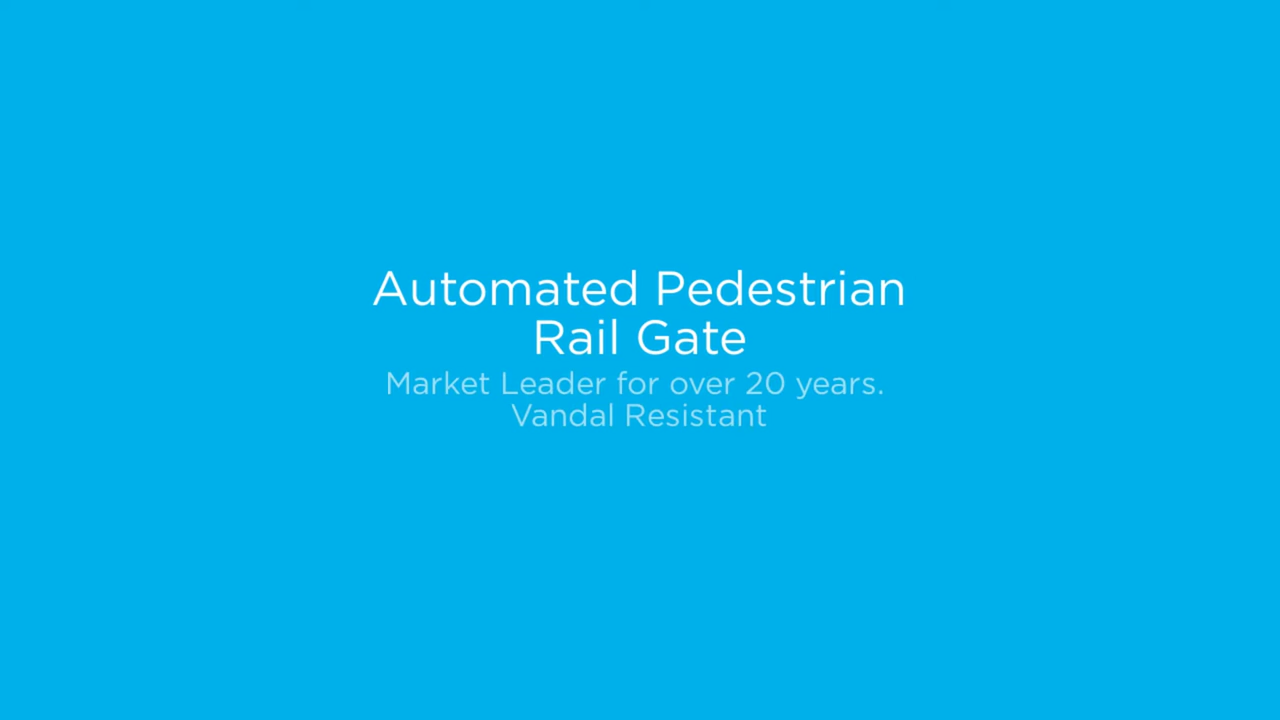 Automated Pedestrian
Rail Gate
Market Leader for over 20 years.
Vandal Resistant